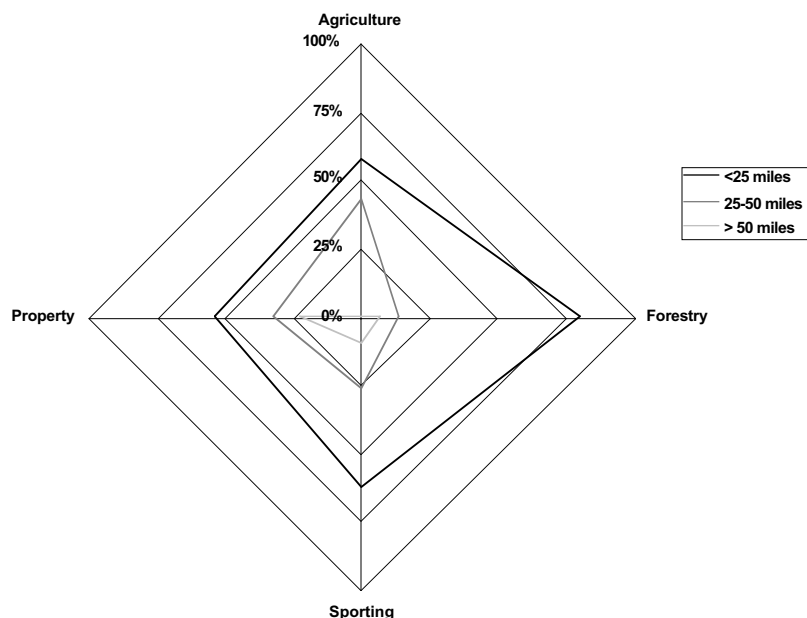 Agriculture
100%
75%
50%
25%
0%
Property
Forestry
Sporting
<25 miles
25-50 miles
> 50 miles